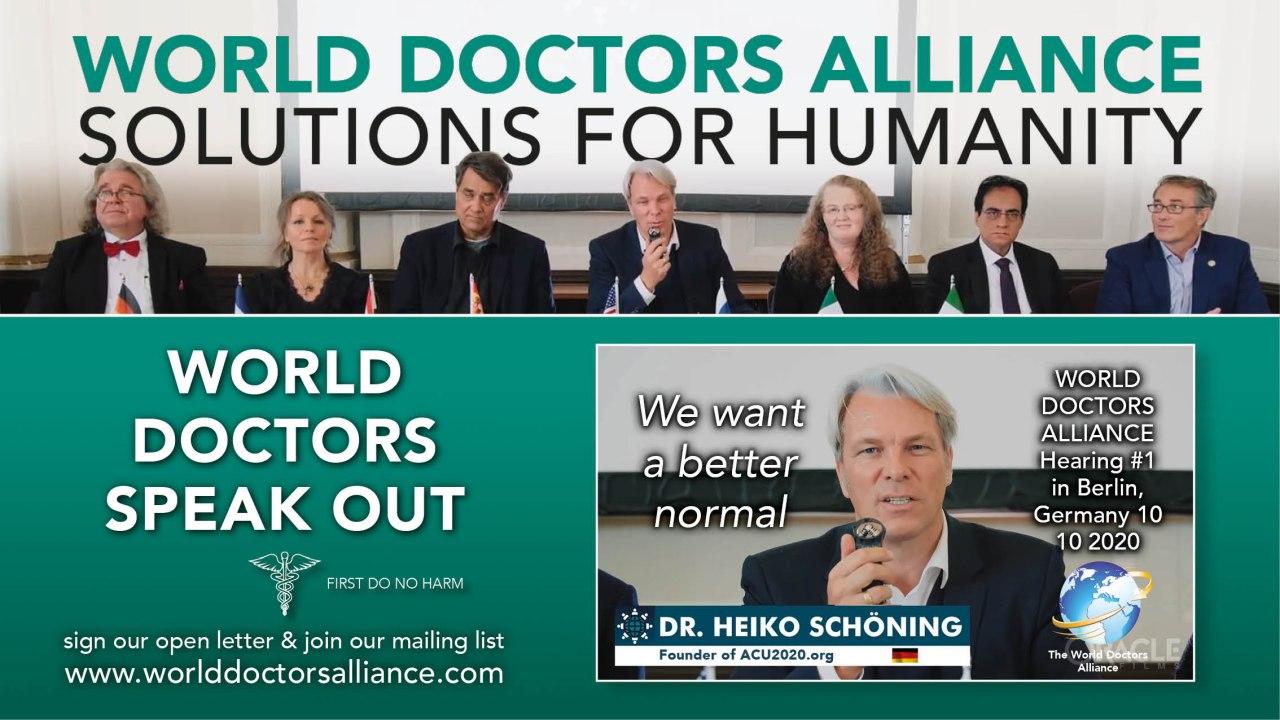 WORLD DOCTORS ALLIANCE
SOLUTIONS FOR HUMANITY
WORLD
DOCTORS
SPEAK OUT
FIRST DO NO HARM
sign our open letter & join our mailing list
www.worlddoctorsalliance.com
We want
a better
normal
WORLD
DOCTORS
ALLIANCE
Hearing #1
in Berlin,
Germany 10
10 2020
DR. HEIKO SCHÖNING
Founder of ACU2020.org
The World Doctors
Alliance